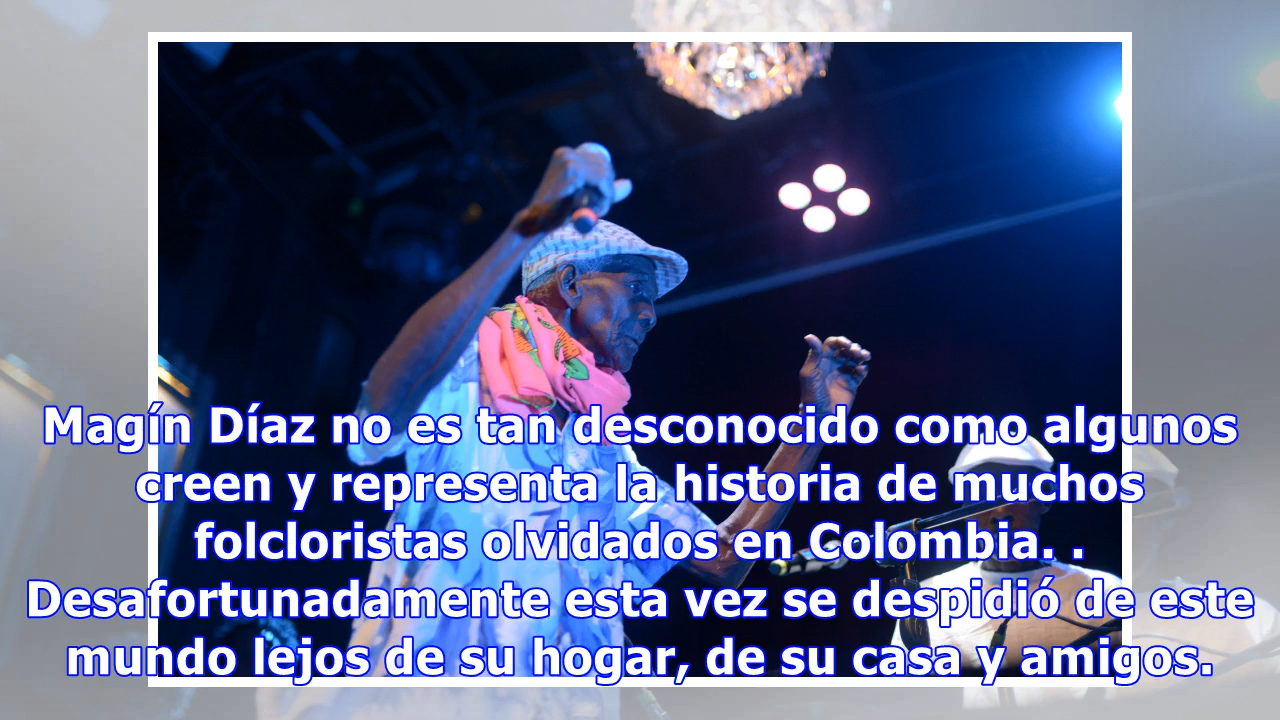 Magín Díaz no es tan desconocido como algunos
creen y representa la historia de muchos
folcloristas olvidados en Colombia. .
Desafortunadamente esta vez se despidió de este
mundo lejos de su hogar, de su casa y amigos.